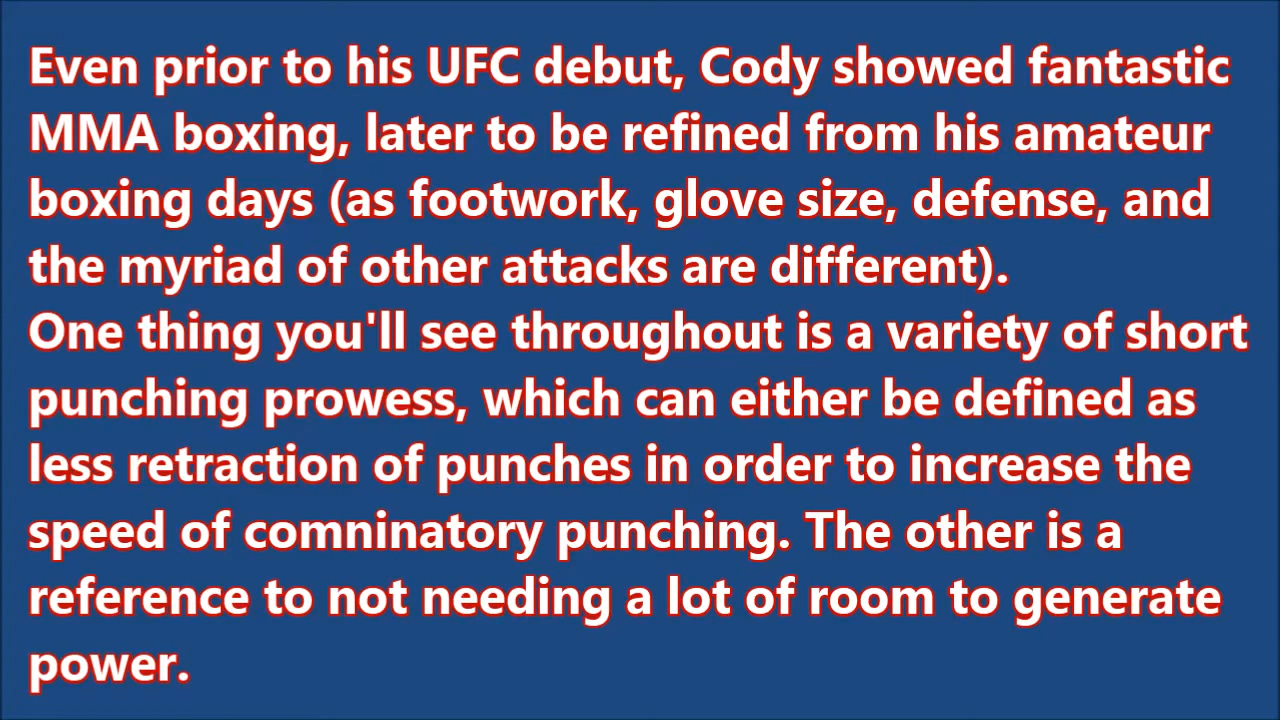 Even prior to his UFC debut, Cody showed fantastic
MMA boxing, later to be refined from his amateur
boxing days (as footwork, glove size, defense, and
the myriad of other attacks are different).
One thing you'll see throughout is a variety of short
punching prowess, which can either be defined as
less retraction of punches in order to increase the
speed of comninatory punching. The other is a
reference to not needing a lot of room to generate
power.